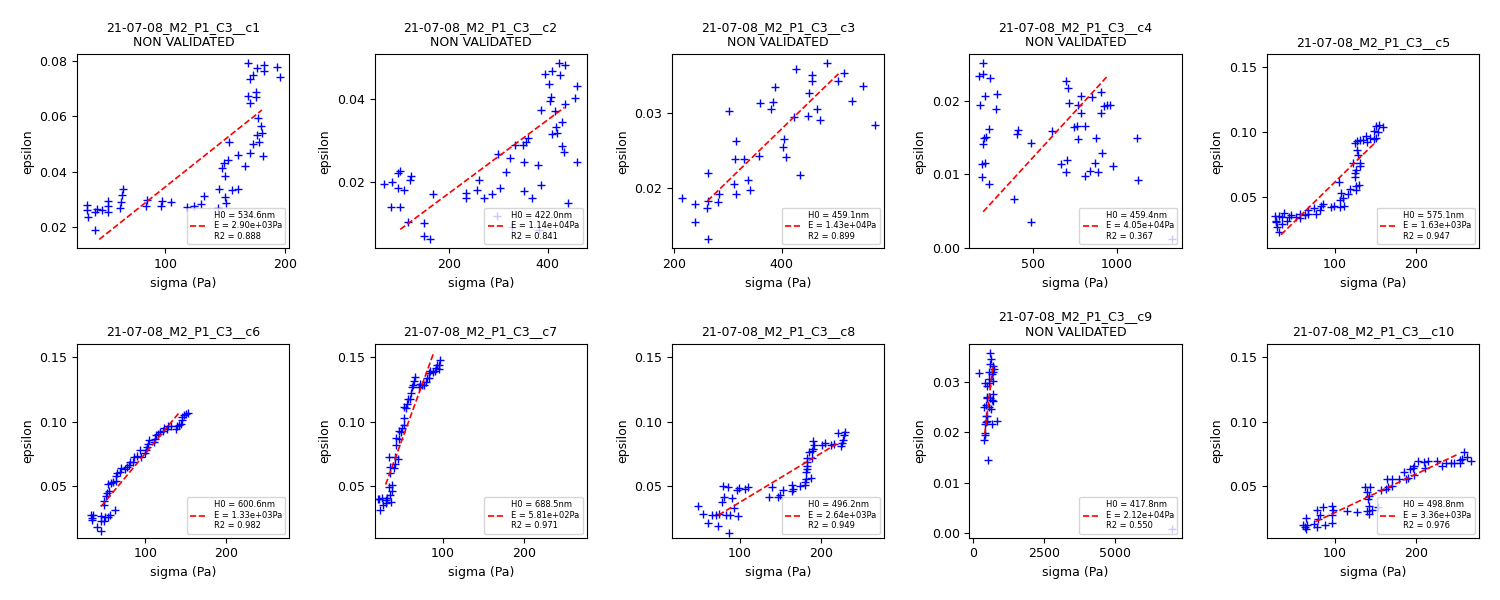 21-07-08_M2_P1_C3__c1
NON VALIDATED
0.08
0.06
0.04
0.02
epsilon
100
200
sigma (Pa)
H0 = 534.6nm
E = 2.90e+03Pa
R2 = 0.888
21-07-08_M2_P1_C3__c2
NON VALIDATED
0.04
0.02
epsilon
200
400
sigma (Pa)
H0 = 422.0nm
E = 1.14e+04Pa
R2 = 0.841
21-07-08_M2_P1_C3__c3
NON VALIDATED
0.03
0.02
epsilon
200
400
sigma (Pa)
H0 = 459.1nm
E = 1.43e+04Pa
R2 = 0.899
21-07-08_M2_P1_C3__c4
NON VALIDATED
0.02
0.01
0.00
epsilon
500
1000
sigma (Pa)
H0 = 459.4nm
E = 4.05e+04Pa
R2 = 0.367
21-07-08_M2_P1_C3__c5
0.15
0.10
0.05
epsilon
100
200
sigma (Pa)
H0 = 575.1nm
E = 1.63e+03Pa
R2 = 0.947
21-07-08_M2_P1_C3__c6
0.15
0.10
0.05
epsilon
100
200
sigma (Pa)
H0 = 600.6nm
E = 1.33e+03Pa
R2 = 0.982
21-07-08_M2_P1_C3__c7
0.15
0.10
0.05
epsilon
100
200
sigma (Pa)
H0 = 688.5nm
E = 5.81e+02Pa
R2 = 0.971
21-07-08_M2_P1_C3__c8
0.15
0.10
0.05
epsilon
100
200
sigma (Pa)
H0 = 496.2nm
E = 2.64e+03Pa
R2 = 0.949
21-07-08_M2_P1_C3__c9
NON VALIDATED
0.03
0.02
0.01
0.00
epsilon
0
2500
5000
sigma (Pa)
H0 = 417.8nm
E = 2.12e+04Pa
R2 = 0.550
21-07-08_M2_P1_C3__c10
0.15
0.10
0.05
epsilon
100
200
sigma (Pa)
H0 = 498.8nm
E = 3.36e+03Pa
R2 = 0.976